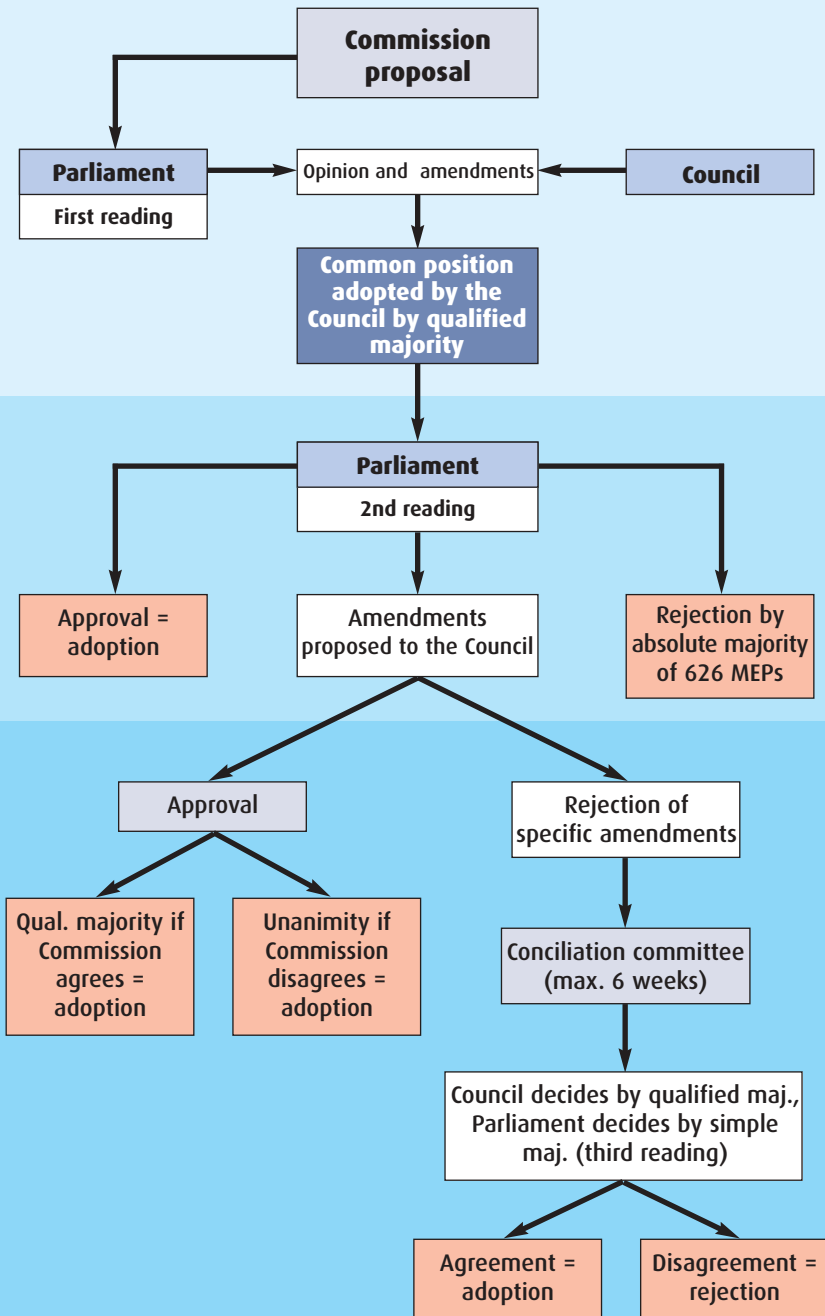 Commission
proposal
Parliament
First reading
Opinion and amendments
Council
Common position
adopted by the
Council by qualified
majority
Parliament
2nd reading
Approval =
adoption
Amendments
proposed to the Council
Rejection by
absolute majority
of 626 MEPs
Approval
Rejection of
specific amendments
Qual. majority if
Commission
agrees =
adoption
Unanimity if
Commission
disagrees =
adoption
Conciliation committee
(max. 6 weeks)
Council decides by qualified maj.,
Parliament decides by simple
maj. (third reading)
Agreement =
adoption
Disagreement =
rejection